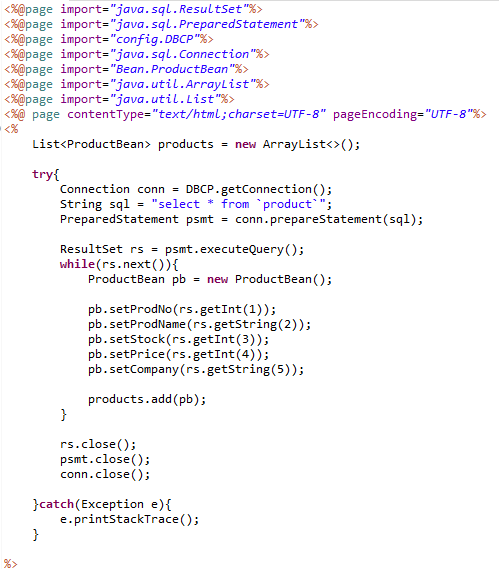 <%@page import="java.sql.ResultSet"%>
<%@page import="java.sql.PreparedStatement"%>
<%@page import="config.DBCP"%>
<%@page import="java.sql.Connection"%>
<%@page import="Bean.ProductBean"%>
<%@page import="java.util.ArrayList"%>
<%@page import="java.util.List"%>
<%@ page contentType="text/html;charset=UTF-8" pageEncoding="UTF-8"%>
<%
    List<ProductBean> products = new ArrayList<>();

    try{
        Connection conn = DBCP.getConnection();
        String sql = "select * from `product`";
        PreparedStatement psmt = conn.prepareStatement(sql);

        ResultSet rs = psmt.executeQuery();
        while(rs.next()){
            ProductBean pb = new ProductBean();

            pb.setProdNo(rs.getInt(1));
            pb.setProdName(rs.getString(2));
            pb.setStock(rs.getInt(3));
            pb.setPrice(rs.getInt(4));
            pb.setCompany(rs.getString(5));

            products.add(pb);
        }

        rs.close();
        psmt.close();
        conn.close();

    }catch(Exception e){
        e.printStackTrace();
    }

%>